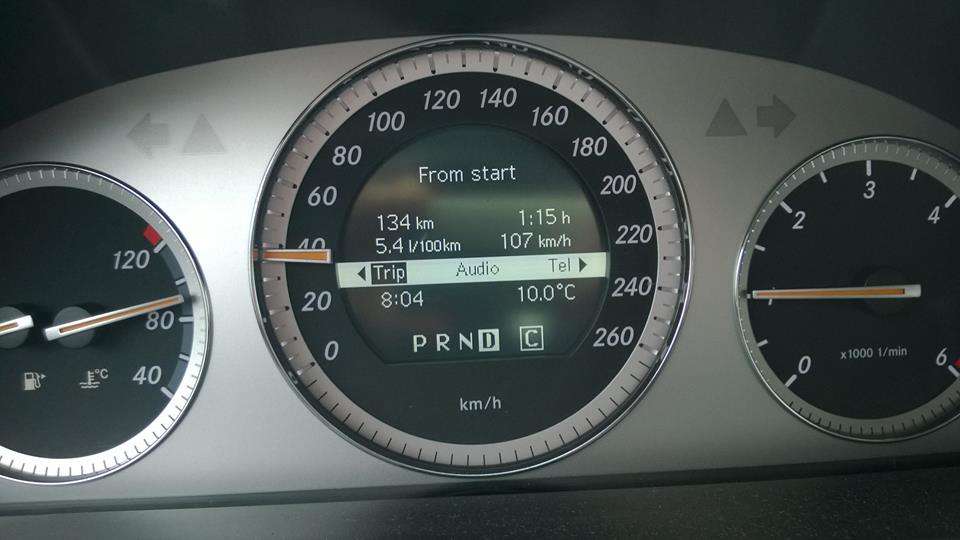 120
80
40
°C
0
20
40
60
80
100
120
140
160
180
200
220
240
260
km/h
From start
134 km 1:15 h
5.4 l/100km 107 km/h
Trip Audio Tel
8:04 10.0°C
P R N D C
0
2
3
4
6
x1000 1/min